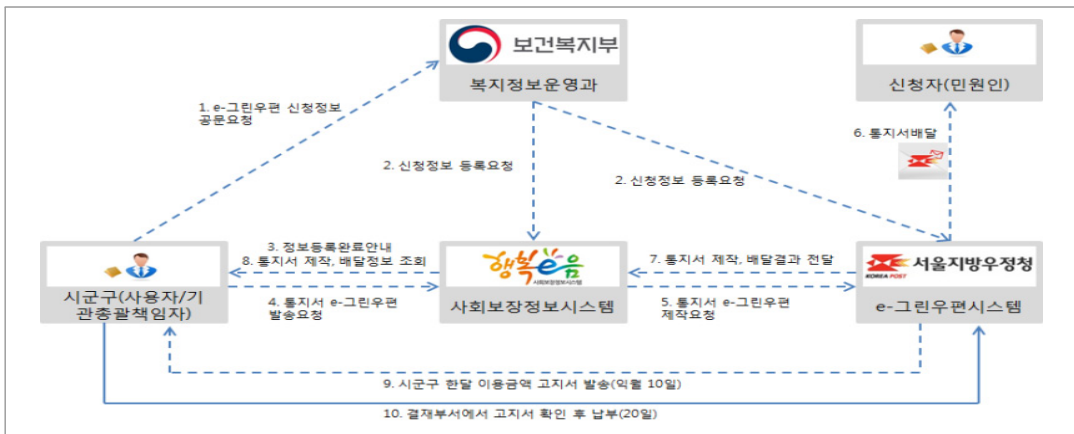 보건복지부
복지정보운영과
신청자(민원인)
1. e-그린우편 신청정보
공문요청
6. 통지서배달
2. 신청정보 등록요청
2. 신청정보 등록요청
3. 정보등록완료안내
8. 통지서 제작, 배달정보 조회
행복e음
사회보장정보시스템
7. 통지서 제작, 배달결과 전달
KOREA POST
서울지방우정청
시군구(사용자/기
관총괄책임자)
4. 통지서 e-그린우편
발송요청
사회보장정보시스템
5. 통지서 e-그린우편
제작요청
e-그린우편시스템
9. 시군구 한달 이용금액 고지서 발송(익월 10일)
10. 결재부서에서 고지서 확인 후 납부(20일)